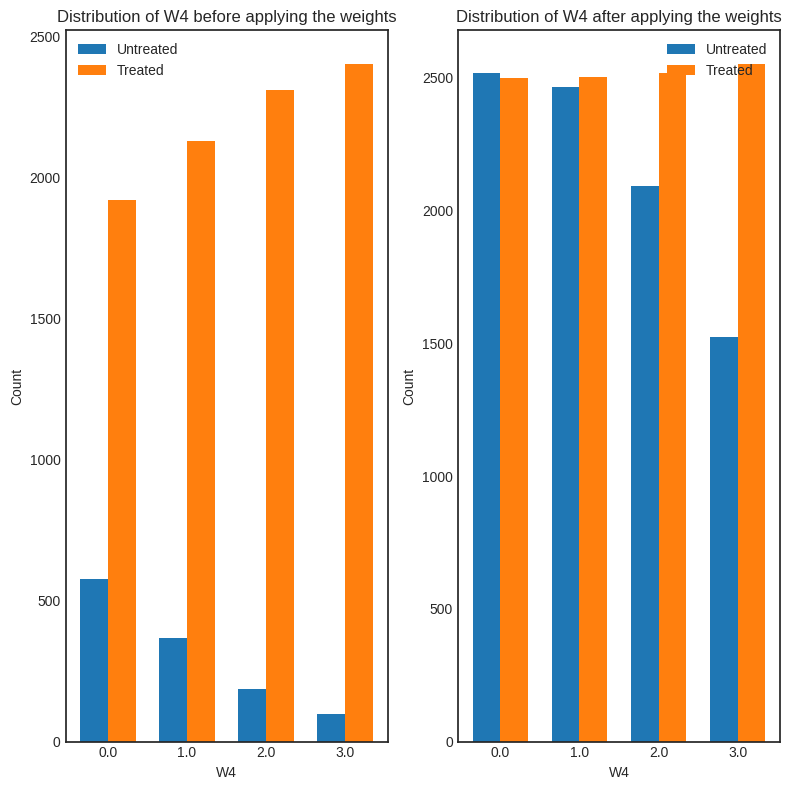 Distribution of W4 before applying the weights
Untreated
Treated
2500
2000
1500
1000
500
0
Count
0.0 1.0 2.0 3.0
W4
Distribution of W4 after applying the weights
Untreated
Treated
2500
2000
1500
1000
500
0
Count
0.0 1.0 2.0 3.0
W4